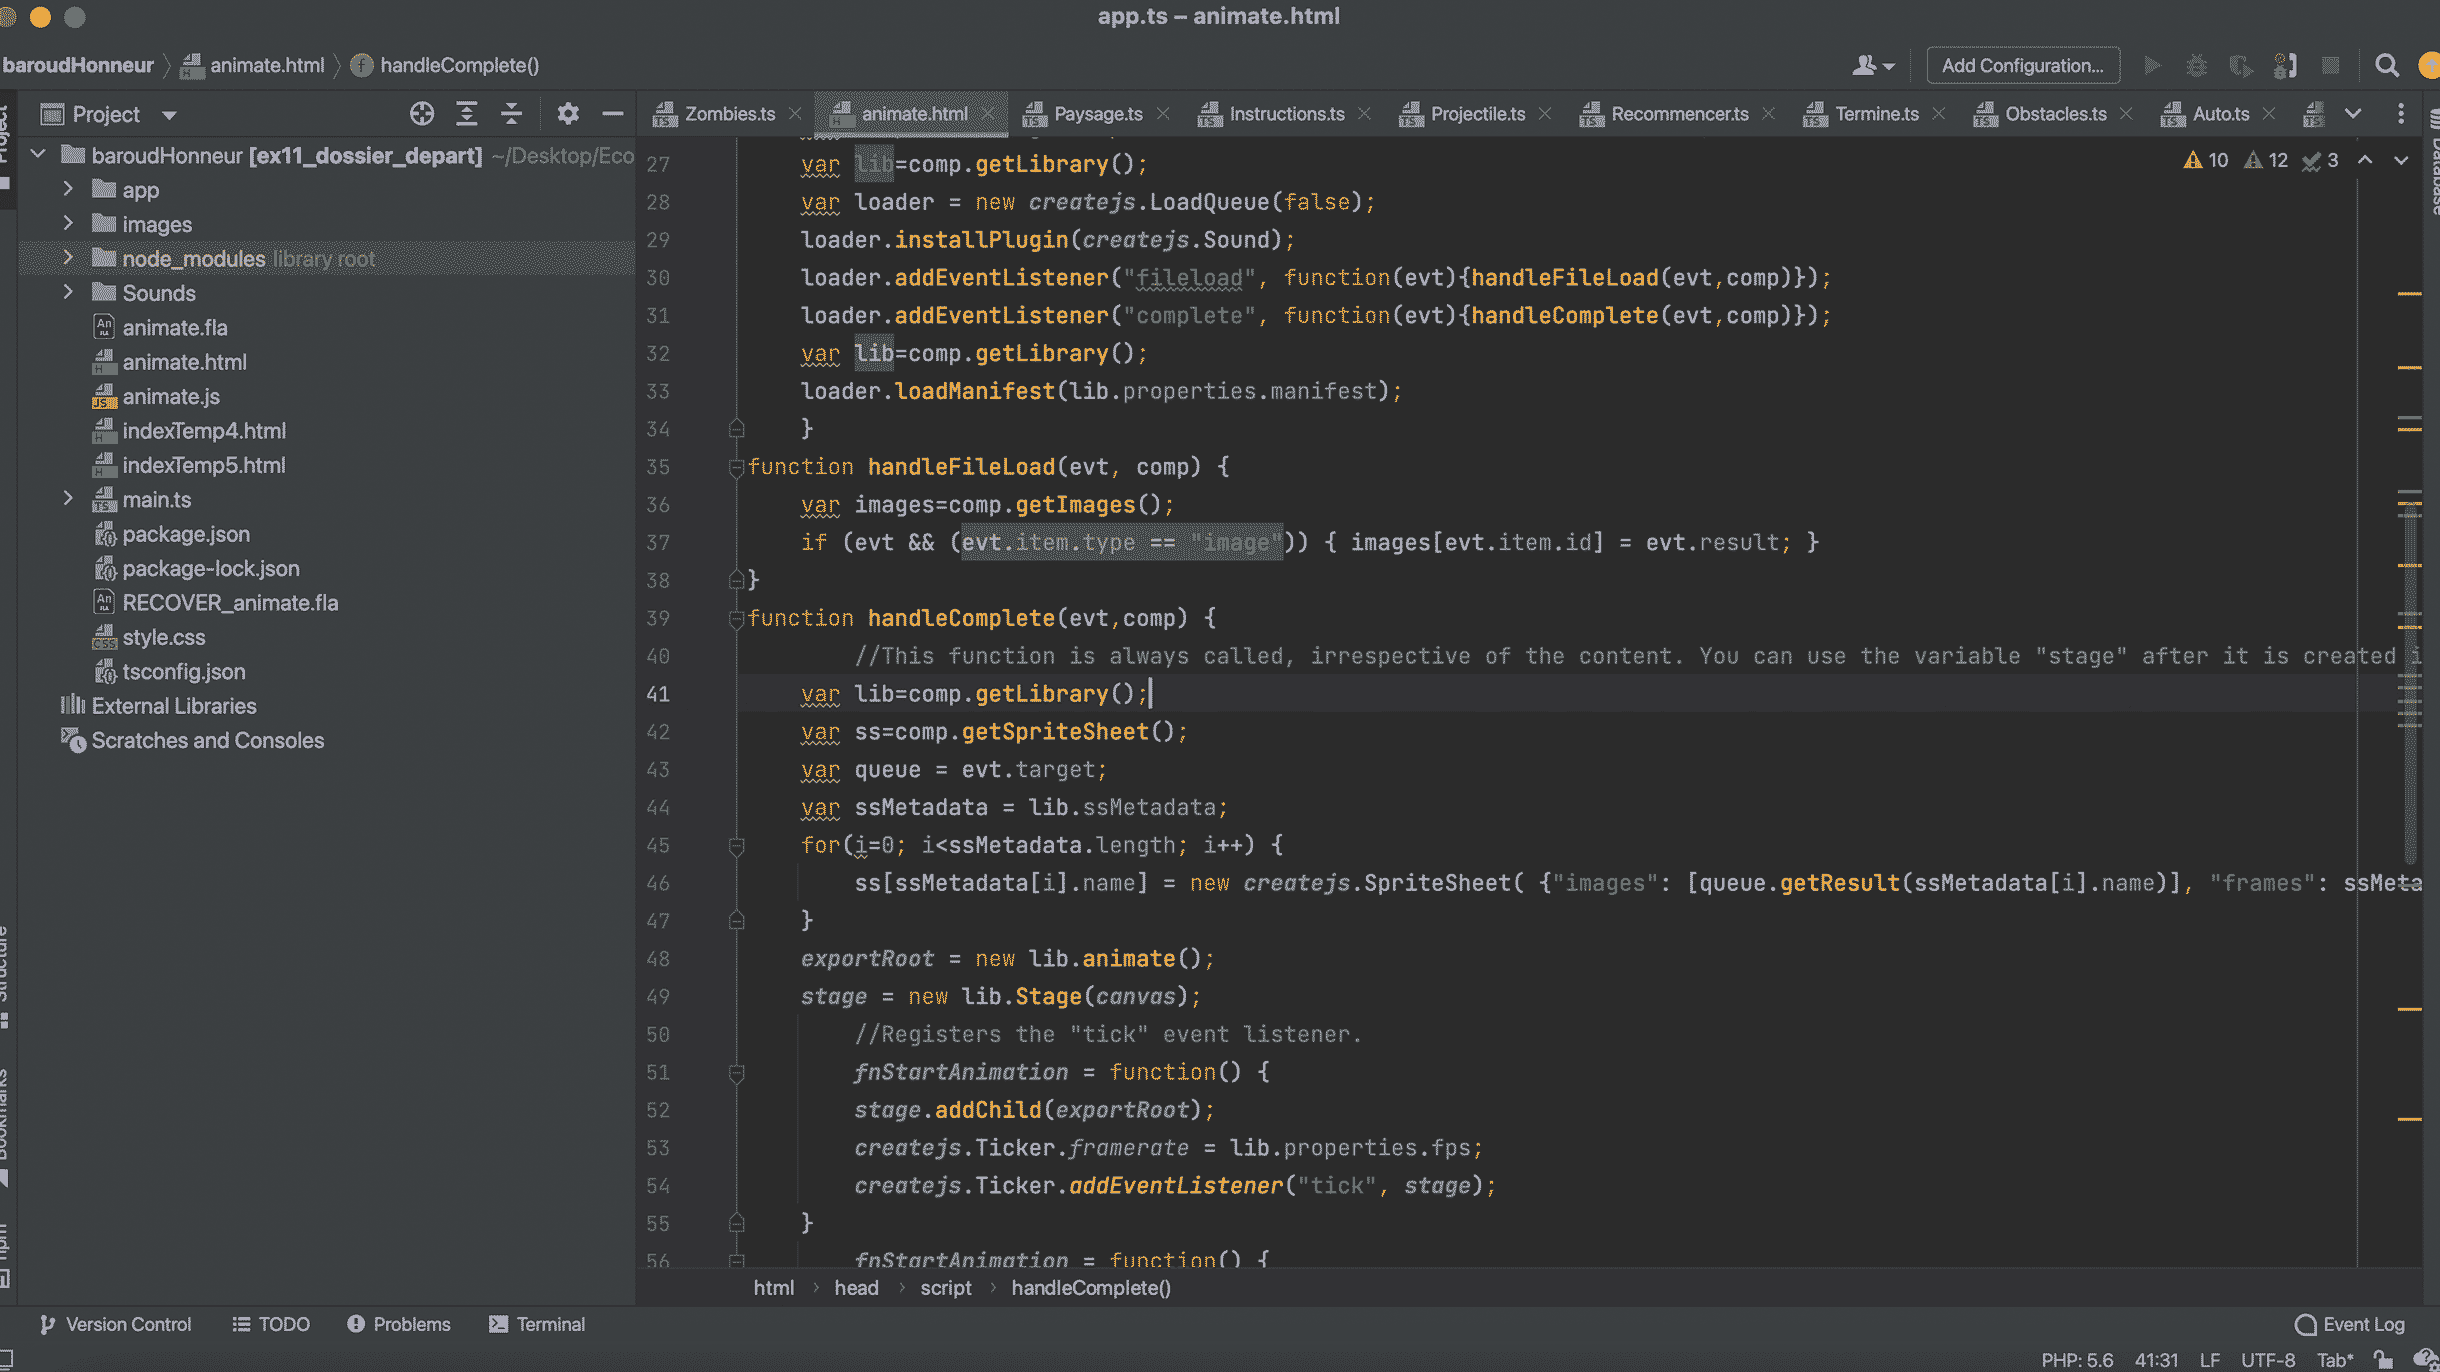 app.ts – animate.html
baroudHonneur animate.html handleComplete()
Add Configuration...
Project
Zombies.ts animate.html Paysage.ts Instructions.ts Projectile.ts Recommencer.ts Termine.ts Obstacles.ts Auto.ts
10 12 3
baroudHonneur [ex11_dossier_depart] ~/Desktop/Eco
app
images
node_modules library root
Sounds
animate.fla
animate.html
animate.js
indexTemp4.html
indexTemp5.html
main.ts
package.json
package-lock.json
RECOVER_animate.fla
style.css
tsconfig.json
External Libraries
Scratches and Consoles
27 var lib=comp.getLibrary();
28 var loader = new createjs.LoadQueue(false);
29 loader.installPlugin(createjs.Sound);
30 loader.addEventListener("fileload", function(evt){handleFileLoad(evt,comp)});
31 loader.addEventListener("complete", function(evt){handleComplete(evt,comp)});
32 var lib=comp.getLibrary();
33 loader.loadManifest(lib.properties.manifest);
34 }
35 function handleFileLoad(evt, comp) {
36 var images=comp.getImages();
37 if (evt && (evt.item.type == "image")) { images[evt.item.id] = evt.result; }
38 }
39 function handleComplete(evt,comp) {
40 //This function is always called, irrespective of the content. You can use the variable "stage" after it is created i
41 var lib=comp.getLibrary();
42 var ss=comp.getSpriteSheet();
43 var queue = evt.target;
44 var ssMetadata = lib.ssMetadata;
45 for(i=0; i<ssMetadata.length; i++) {
46 ss[ssMetadata[i].name] = new createjs.SpriteSheet( {"images": [queue.getResult(ssMetadata[i].name)], "frames": ssMeta
47 }
48 exportRoot = new lib.animate();
49 stage = new lib.Stage(canvas);
50 //Registers the "tick" event listener.
51 fnStartAnimation = function() {
52 stage.addChild(exportRoot);
53 createjs.Ticker.framerate = lib.properties.fps;
54 createjs.Ticker.addEventListener("tick", stage);
55 }
56 fnStartAnimation = function() {
html head script handleComplete()
Structure
Bookmarks
npm
Database
Version Control TODO Problems Terminal Event Log
PHP: 5.6 41:31 LF UTF-8 Tab*